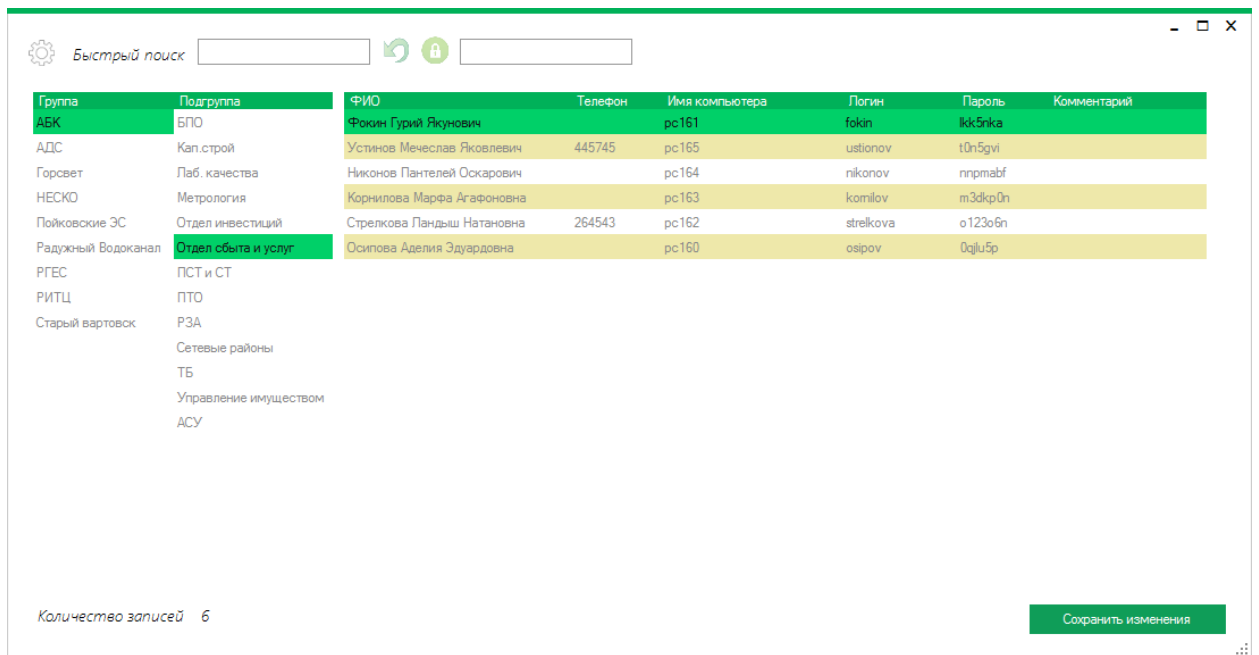 Быстрый поиск
Группа Подгруппа ФИО Телефон Имя компьютера Логин Пароль Комментарий
АБК БПО Фокин Гурий Якунович pc161 fokin lkk5nka
АДС Кап.строй Устинов Мечеслав Яковлевич 445745 pc165 ustionov t0n5gvi
Горсвет Лаб. качества Никонов Пантелей Оскарович pc164 nikonov nnpmabf
НЕСКО Метрология Корнилова Марфа Агафоновна pc163 kornilov m3dkp0n
Пойковские ЭС Отдел инвестиций Стрелкова Ландыш Натановна 264543 pc162 strelkova o123o6n
Радужный Водоканал Отдел сбыта и услуг Осипова Аделия Эдуардовна pc160 osipov 0qjlu5p
РГЕС ПСТ и СТ
РИТЦ ПТО
Старый вартовск РЗА
Сетевые районы
ТБ
Управление имуществом
АСУ
Количество записей 6 Сохранить изменения